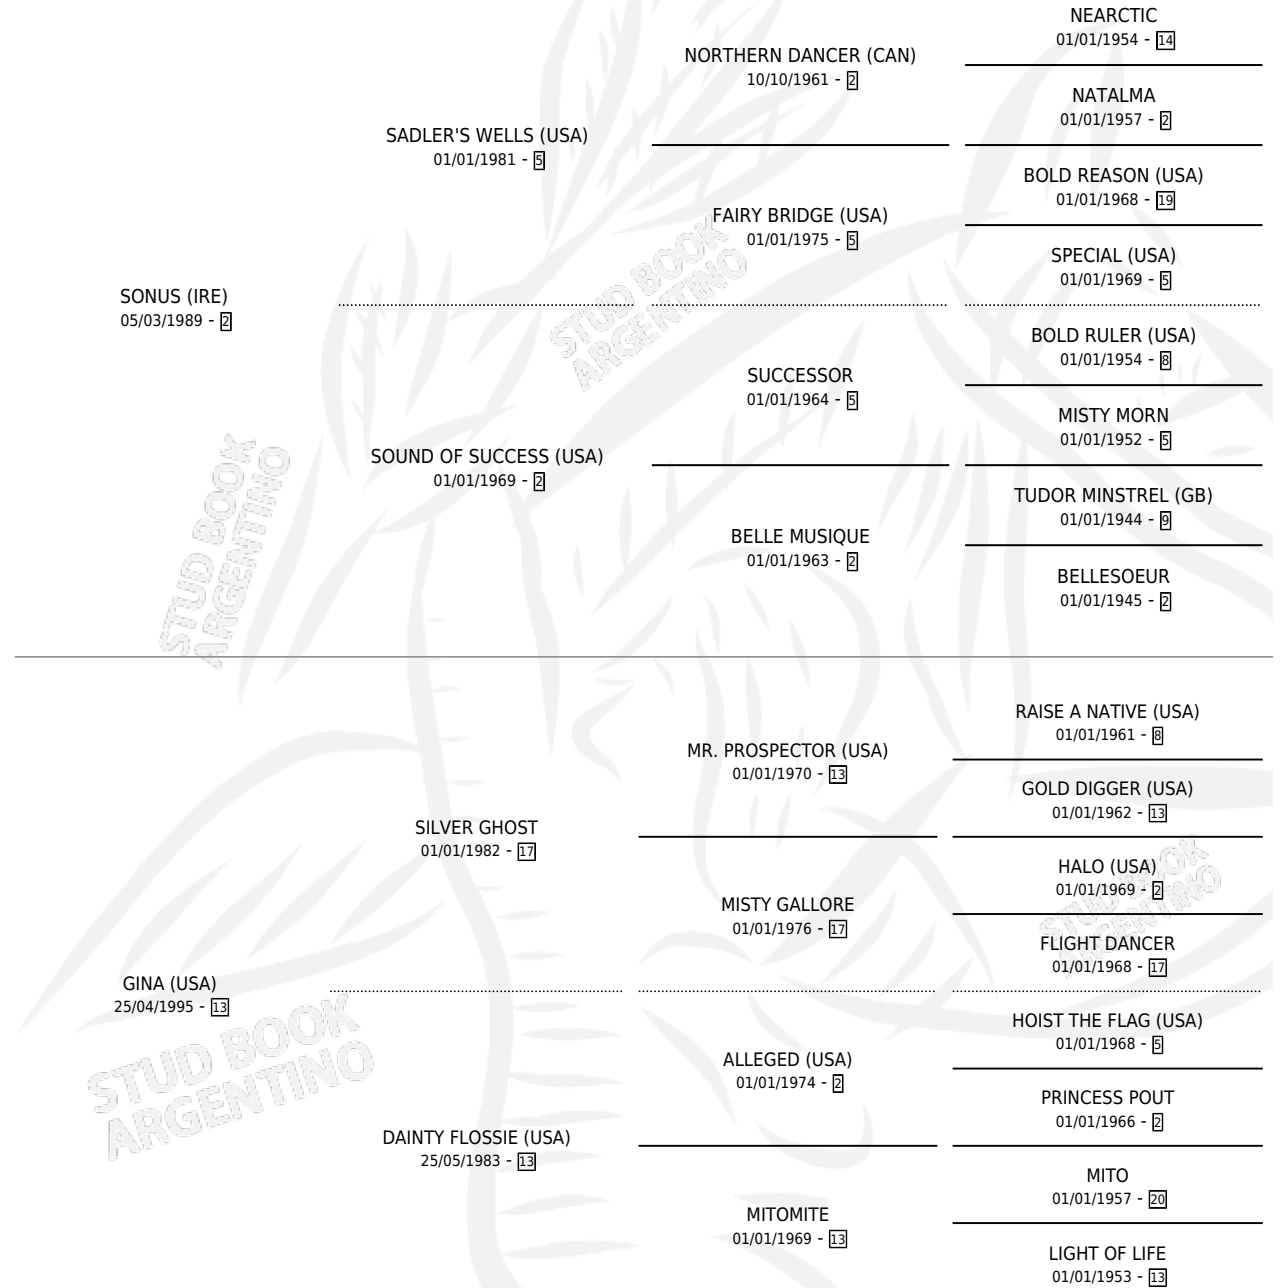 NEARCTIC
01/01/1954 - 14
NORTHERN DANCER (CAN)
10/10/1961 - 2
NATALMA
01/01/1957 - 2
SADLER'S WELLS (USA)
01/01/1981 - 5
BOLD REASON (USA)
01/01/1968 - 19
FAIRY BRIDGE (USA)
01/01/1975 - 5
SPECIAL (USA)
01/01/1969 - 5
SONUS (IRE)
05/03/1989 - 2
STUD BOOK
ARGENTINO
BOLD RULER (USA)
01/01/1954 - 8
SUCCESSOR
01/01/1964 - 5
MISTY MORN
01/01/1952 - 5
SOUND OF SUCCESS (USA)
01/01/1969 - 2
TUDOR MINSTREL (GB)
01/01/1944 - 9
BELLE MUSIQUE
01/01/1963 - 2
BELLESOEUR
01/01/1945 - 2
STUD BOOK
ARGENTINO
RAISE A NATIVE (USA)
01/01/1961 - 8
MR. PROSPECTOR (USA)
01/01/1970 - 13
GOLD DIGGER (USA)
01/01/1962 - 13
SILVER GHOST
01/01/1982 - 17
HALO (USA)
01/01/1969 - 2
MISTY GALLORE
01/01/1976 - 17
FLIGHT DANCER
01/01/1968 - 17
STUD BOOK
ARGENTINO
GINA (USA)
25/04/1995 - 13
HOIST THE FLAG (USA)
01/01/1968 - 5
ALLEGED (USA)
01/01/1974 - 2
PRINCESS POUT
01/01/1966 - 2
STUD BOOK
ARGENTINO
DAINTY FLOSSIE (USA)
25/05/1983 - 13
MITO
01/01/1957 - 20
MITOMITE
01/01/1969 - 13
LIGHT OF LIFE
01/01/1953 - 13